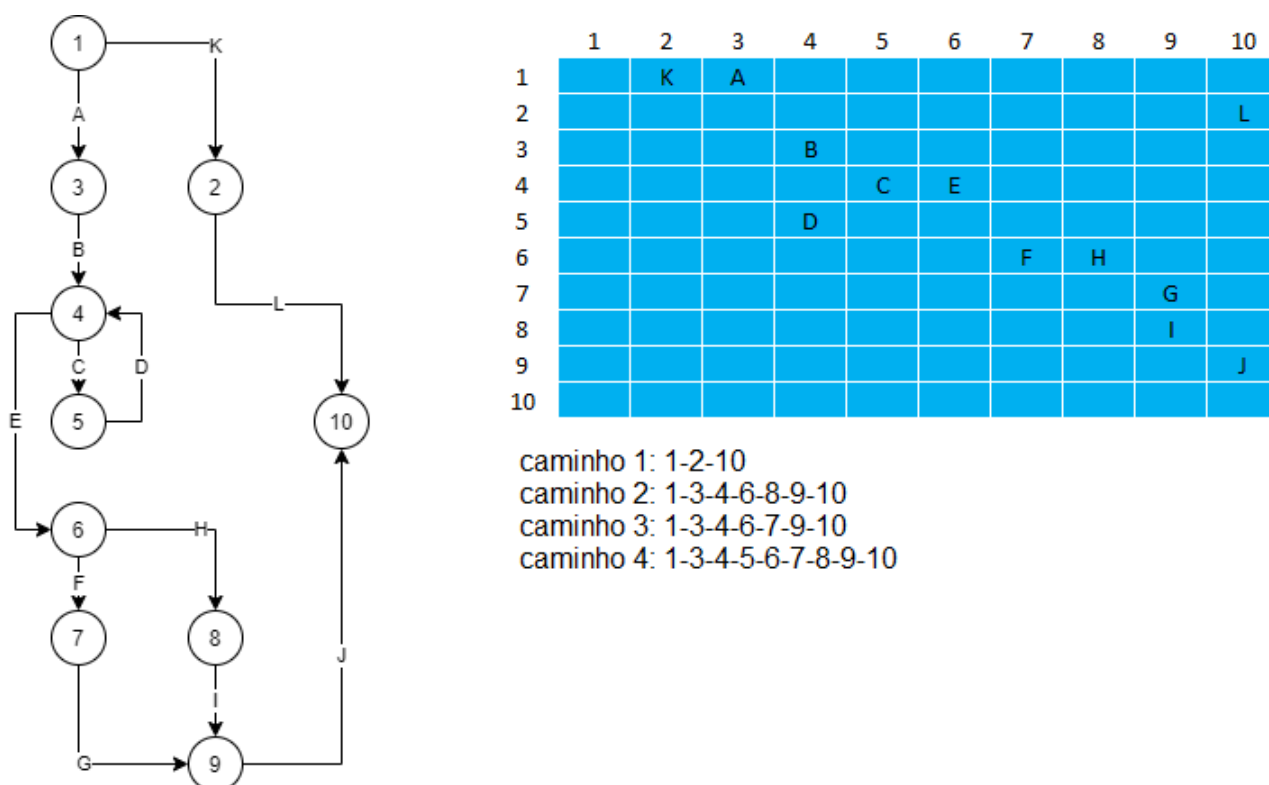 1
K
A
3
2
B
4
L
C
D
E
5
10
6
H
F
7
8
J
I
G
9
1 2 3 4 5 6 7 8 9 10
1 K A
2 L
3 B
4 C E
5 D
6 F H
7 G
8 I
9 J
10
caminho 1: 1-2-10
caminho 2: 1-3-4-6-8-9-10
caminho 3: 1-3-4-6-7-9-10
caminho 4: 1-3-4-5-6-7-8-9-10